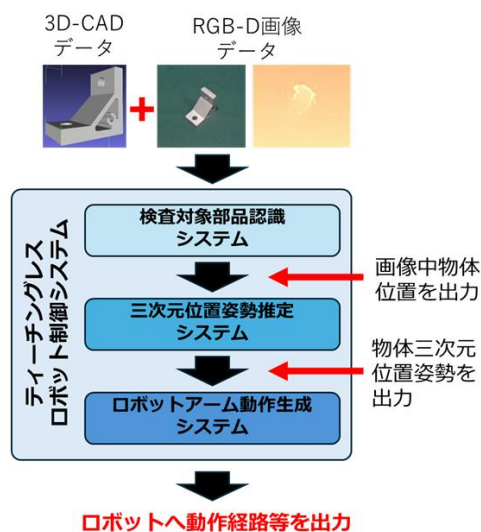 3D-CAD
データ
RGB-D画像
データ
+
ティーチングレス
ロボット制御システム
検査対象部品認識
システム
画像中物体
位置を出力
三次元位置姿勢推定
システム
物体三次元
位置姿勢を
出力
ロボットアーム動作生成
システム
ロボットへ動作経路等を出力